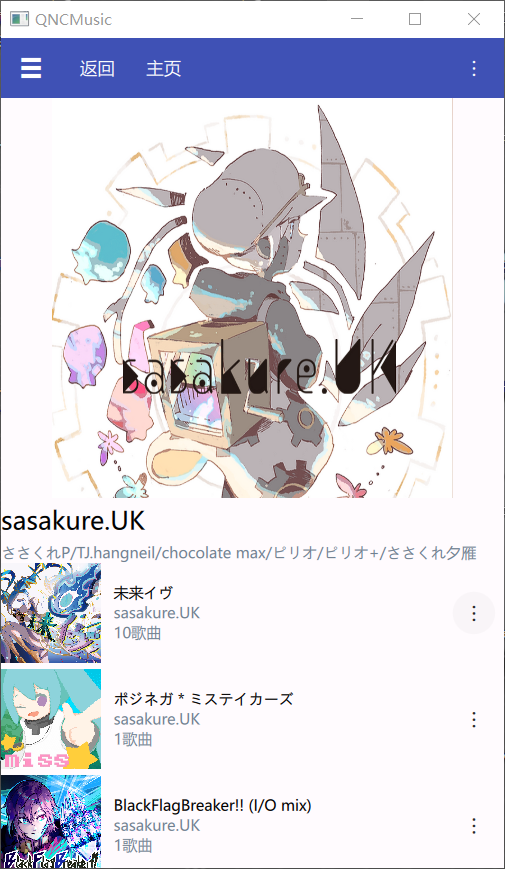 QNCMusic
返回 主页
sasakure.UK
sasakure.UK
ささくれP/TJ.hangneil/chocolate max/ピリオ/ピリオ+/ささくれ夕雁
未来イヴ
sasakure.UK
10歌曲
ポジネガ * ミステイカーズ
sasakure.UK
1歌曲
miss
BlackFlagBreaker!! (I/O mix)
sasakure.UK
1歌曲
BlackFlagBreaker!!